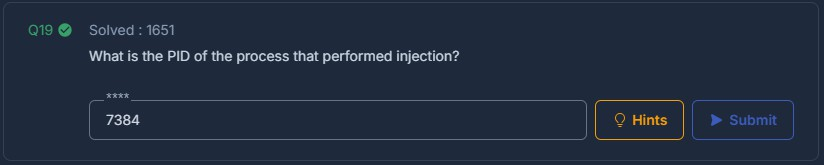 Q19 Solved : 1651
What is the PID of the process that performed injection?
****
7384 Hints Submit